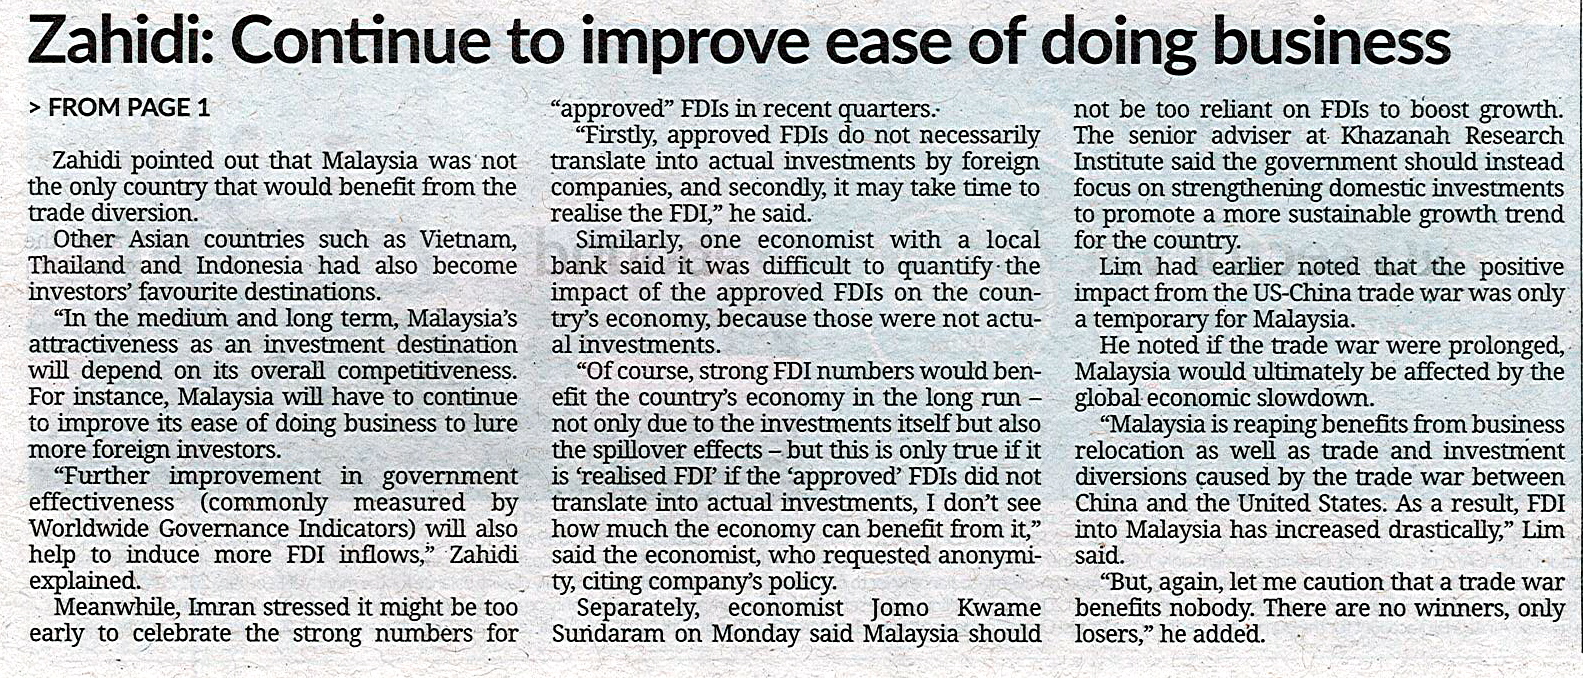 Zahidi: Continue to improve ease of doing business
> FROM PAGE 1
Zahidi pointed out that Malaysia was not
the only country that would benefit from the
trade diversion.
Other Asian countries such as Vietnam,
Thailand and Indonesia had also become
investors’ favourite destinations.
“In the medium and long term, Malaysia’s
attractiveness as an investment destination
will depend on its overall competitiveness.
For instance, Malaysia will have to continue
to improve its ease of doing business to lure
more foreign investors.
“Further improvement in government
effectiveness (commonly measured by
Worldwide Governance Indicators) will also
help to induce more FDI inflows,” Zahidi
explained.
Meanwhile, Imran stressed it might be too
early to celebrate the strong numbers for
“approved” FDIs in recent quarters.
“Firstly, approved FDIs do not necessarily
translate into actual investments by foreign
companies, and secondly, it may take time to
realise the FDI,” he said.
Similarly, one economist with a local
bank said it was difficult to quantify the
impact of the approved FDIs on the coun-
try’s economy, because those were not actu-
al investments.
“Of course, strong FDI numbers would ben-
efit the country’s economy in the long run –
not only due to the investments itself but also
the spillover effects – but this is only true if it
is ‘realised FDI’ if the ‘approved’ FDIs did not
translate into actual investments, I don’t see
how much the economy can benefit from it,”
said the economist, who requested anonymi-
ty, citing company’s policy.
Separately, economist Jomo Kwame
Sundaram on Monday said Malaysia should
not be too reliant on FDIs to boost growth.
The senior adviser at Khazanah Research
Institute said the government should instead
focus on strengthening domestic investments
to promote a more sustainable growth trend
for the country.
Lim had earlier noted that the positive
impact from the US-China trade war was only
a temporary for Malaysia.
He noted if the trade war were prolonged,
Malaysia would ultimately be affected by the
global economic slowdown.
“Malaysia is reaping benefits from business
relocation as well as trade and investment
diversions caused by the trade war between
China and the United States. As a result, FDI
into Malaysia has increased drastically,” Lim
said.
“But, again, let me caution that a trade war
benefits nobody. There are no winners, only
losers,” he added.